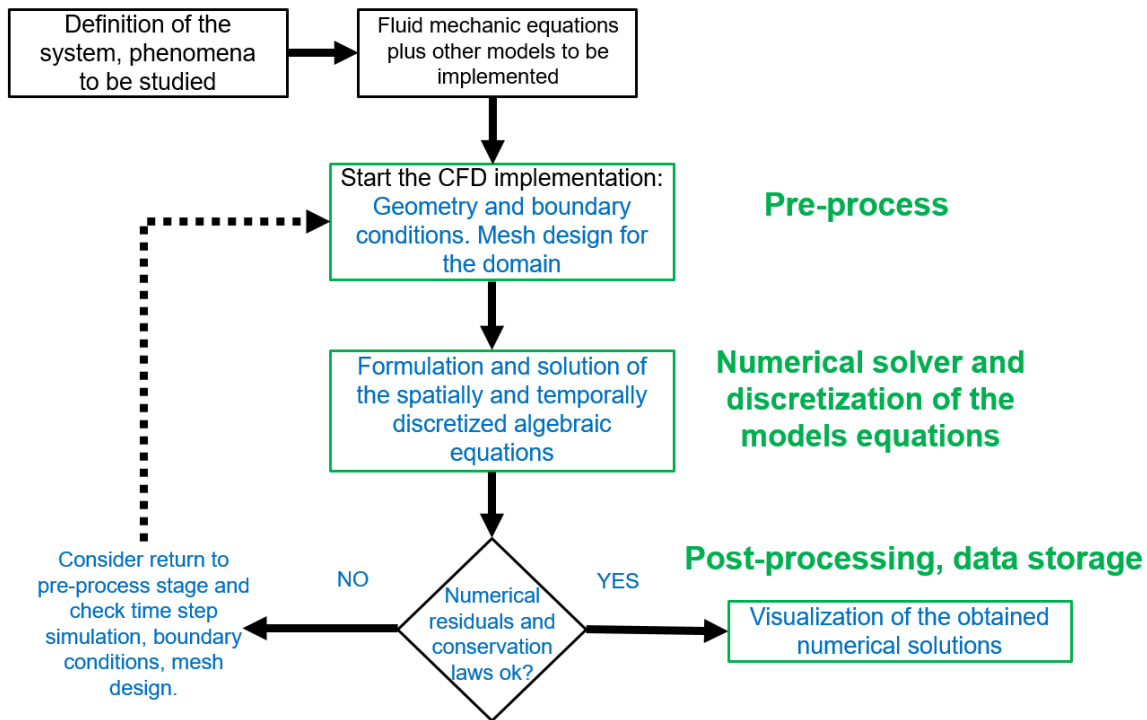 Definition of the
system, phenomena
to be studied
Fluid mechanic equations
plus other models to be
implemented
Start the CFD implementation:
Geometry and boundary
conditions. Mesh design for
the domain
Pre-process
Formulation and solution of
the spatially and temporally
discretized algebraic
equations
Numerical solver and
discretization of the
models equations
Consider return to
pre-process stage and
check time step
simulation, boundary
conditions, mesh
design.
NO
Numerical
residuals and
conservation
laws ok?
YES
Post-processing, data storage
Visualization of the obtained
numerical solutions